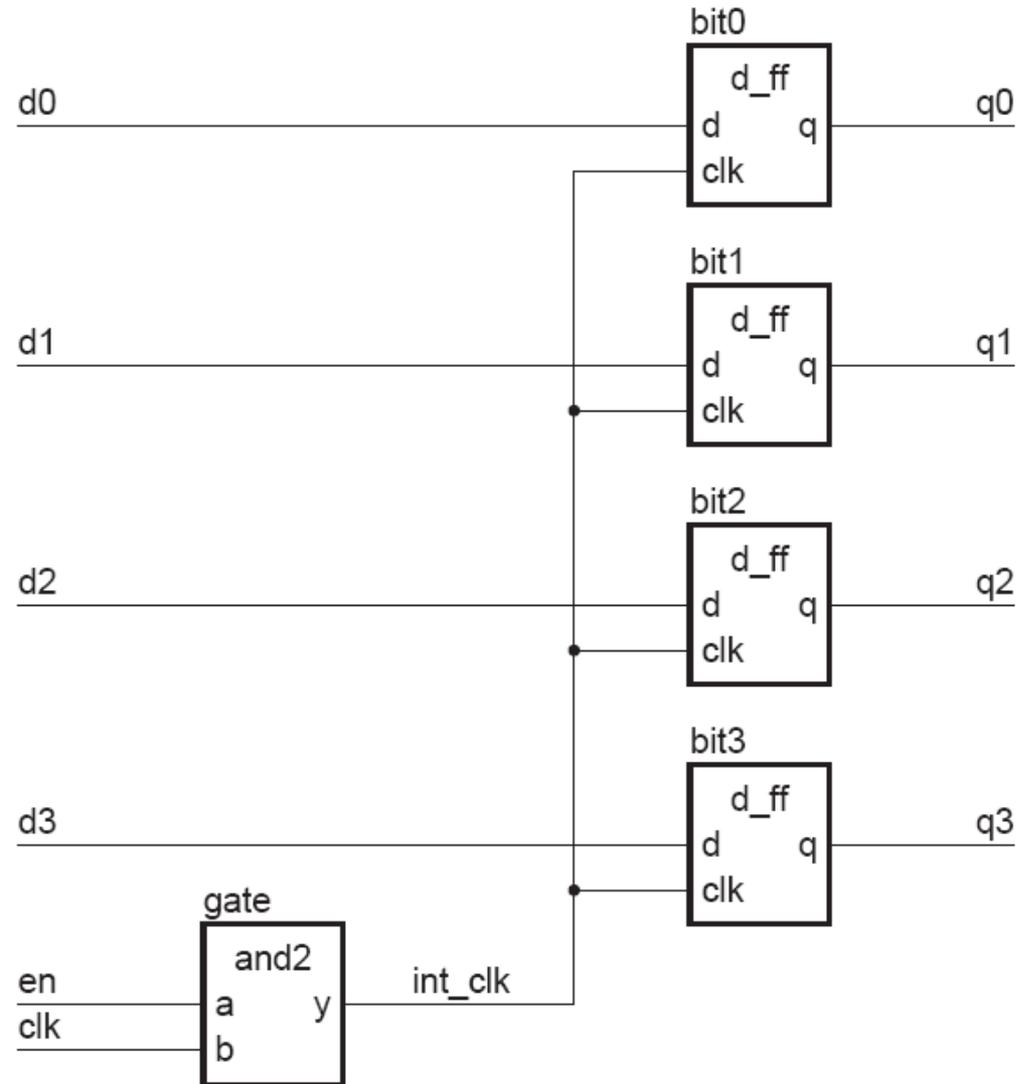 bit0
d_ff
d0 d q q0
clk
bit1
d_ff
d1 d q q1
clk
bit2
d_ff
d2 d q q2
clk
bit3
d_ff
d3 d q q3
clk
gate
and2
en a y int_clk
clk b